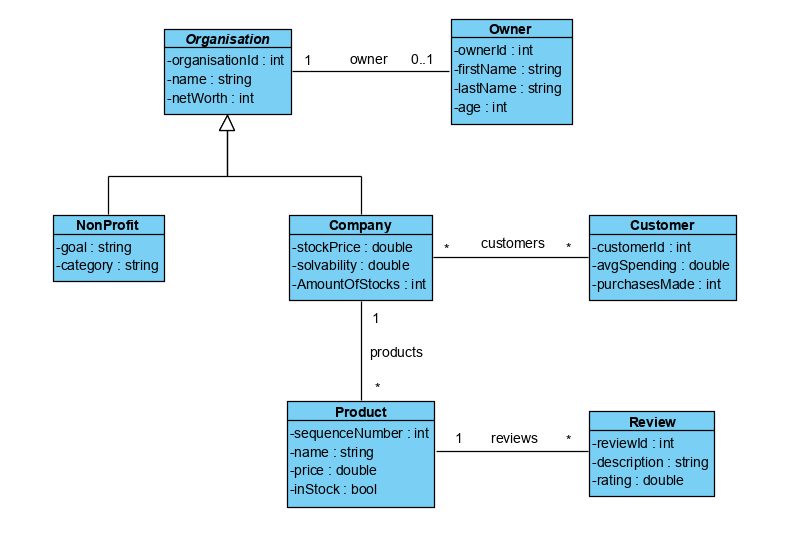 Organisation
-organisationId : int
-name : string
-netWorth : int
1 owner 0..1
Owner
-ownerId : int
-firstName : string
-lastName : string
-age : int
NonProfit
-goal : string
-category : string
Company
-stockPrice : double
-solvability : double
-AmountOfStocks : int
* customers *
Customer
-customerId : int
-avgSpending : double
-purchasesMade : int
1
products
*
Product
-sequenceNumber : int
-name : string
-price : double
-inStock : bool
1 reviews *
Review
-reviewId : int
-description : string
-rating : double